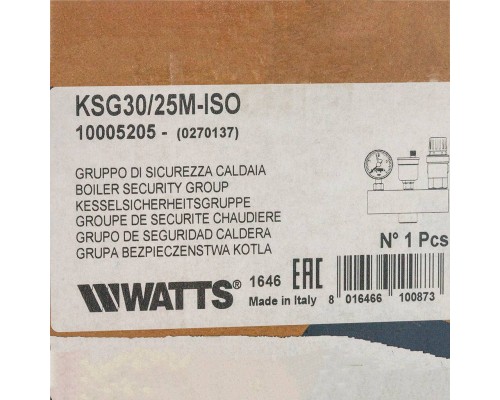 KSG30/25M-ISO
10005205 - (0270137)
GRUPPO DI SICUREZZA CALDAIA
BOILER SECURITY GROUP
KESSELSICHERHEITSGRUPPE
GROUPE DE SECURITE CHAUDIERE
GRUPO DE SEGURIDAD CALDERA
GRUPA BEZPIECZENSTWA KOTLA
N° 1 Pcs
WATTS® 1646 EAC
Made in Italy 8 016466 100873